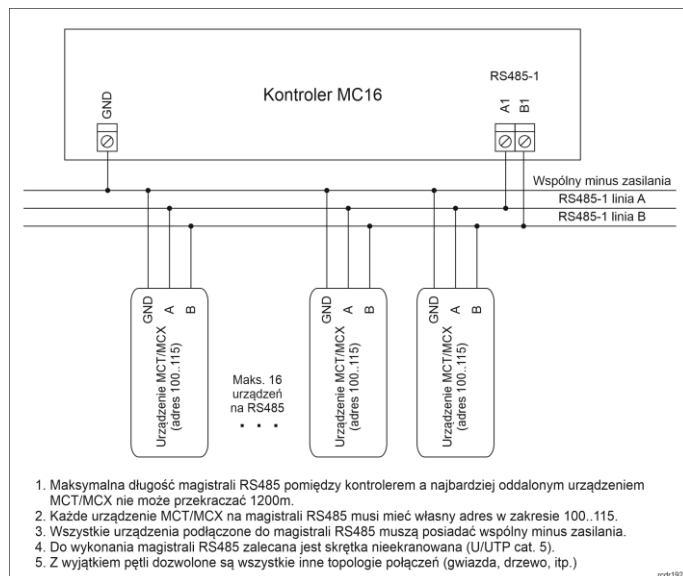 Kontroler MC16
RS485-1
GND
A1
B1
Wspólny minus zasilania
RS485-1 linia A
RS485-1 linia B
GND
A
B
Urządzenie MCT/MCX
(adres 100..115)
Maks. 16
urządzeń
na RS485
. . .
GND
A
B
Urządzenie MCT/MCX
(adres 100..115)
GND
A
B
Urządzenie MCT/MCX
(adres 100..115)
1. Maksymalna długość magistrali RS485 pomiędzy kontrolerem a najbardziej oddalonym urządzeniem
MCT/MCX nie może przekraczać 1200m.
2. Każde urządzenie MCT/MCX na magistrali RS485 musi mieć własny adres w zakresie 100..115.
3. Wszystkie urządzenia podłączone do magistrali RS485 muszą posiadać wspólny minus zasilania.
4. Do wykonania magistrali RS485 zalecana jest skrętka nieekranowana (U/UTP cat. 5).
5. Z wyjątkiem pętli dozwolone są wszystkie inne topologie połączeń (gwiazda, drzewo, itp.)